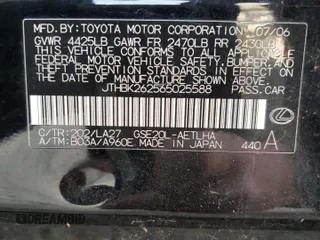 MFD. BY: TOYOTA MOTOR CORPORATION 07/06
GVWR 4425LB GAWR FR 2470LB RR 2430LB
THIS VEHICLE CONFORMS TO ALL APPLICABLE
FEDERAL MOTOR VEHICLE SAFETY, BUMPER, AND
THEFT PREVENTION STANDARDS IN EFFECT ON
THE DATE OF MANUFACTURE SHOWN ABOVE.
JTHBK262565025588 PASS.CAR
C/TR: 202/LA27 GSE20L-AETLHA
A/TM: B03A/A960E MADE IN JAPAN 440 A
DREAMBID